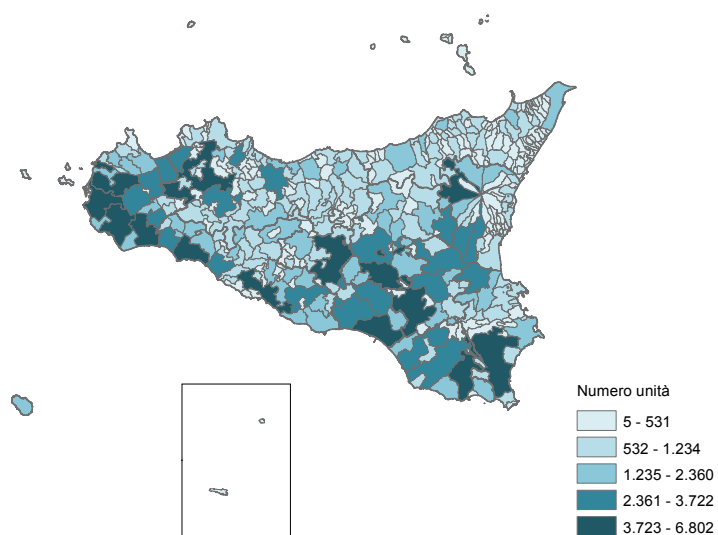 Numero unità
5 - 531
532 - 1.234
1.235 - 2.360
2.361 - 3.722
3.723 - 6.802